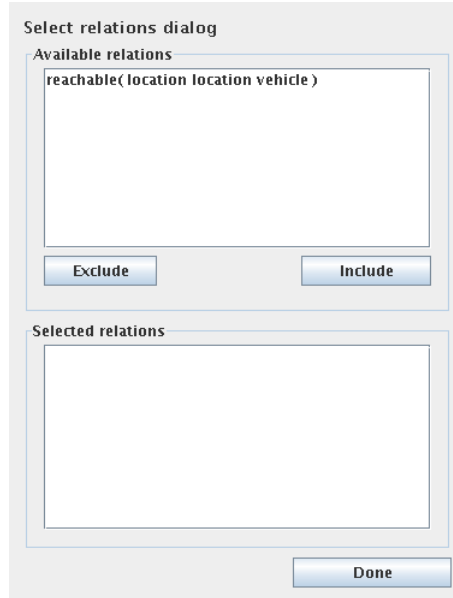 Select relations dialog
Available relations
reachable( location location vehicle )
Exclude
Include
Selected relations
Done